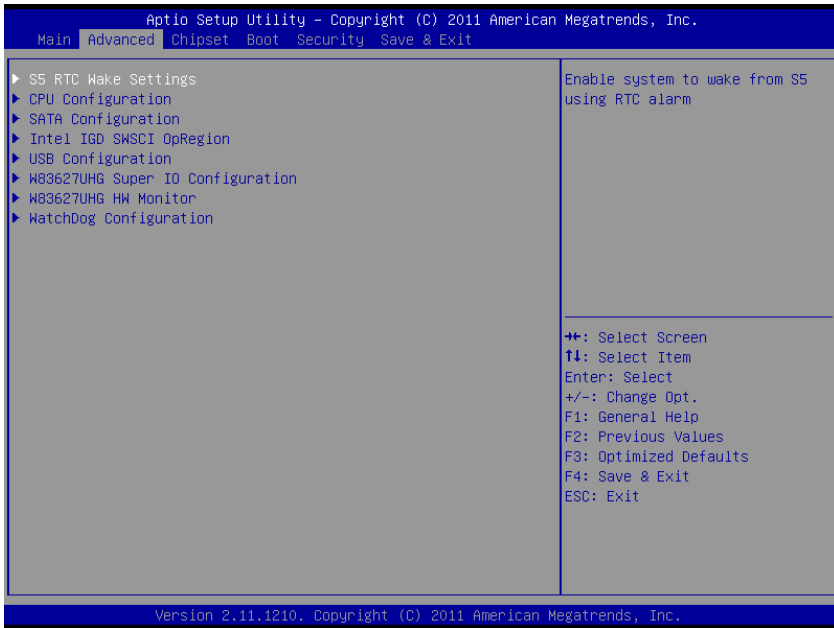 Aptio Setup Utility – Copyright (C) 2011 American Megatrends, Inc.
Main Advanced Chipset Boot Security Save & Exit
▶ S5 RTC Wake Settings
▶ CPU Configuration
▶ SATA Configuration
▶ Intel IGD SWSCI OpRegion
▶ USB Configuration
▶ W83627UHG Super IO Configuration
▶ W83627UHG HW Monitor
▶ WatchDog Configuration
Enable system to wake from S5
using RTC alarm
→←: Select Screen
↑↓: Select Item
Enter: Select
+/-: Change Opt.
F1: General Help
F2: Previous Values
F3: Optimized Defaults
F4: Save & Exit
ESC: Exit
Version 2.11.1210. Copyright (C) 2011 American Megatrends, Inc.